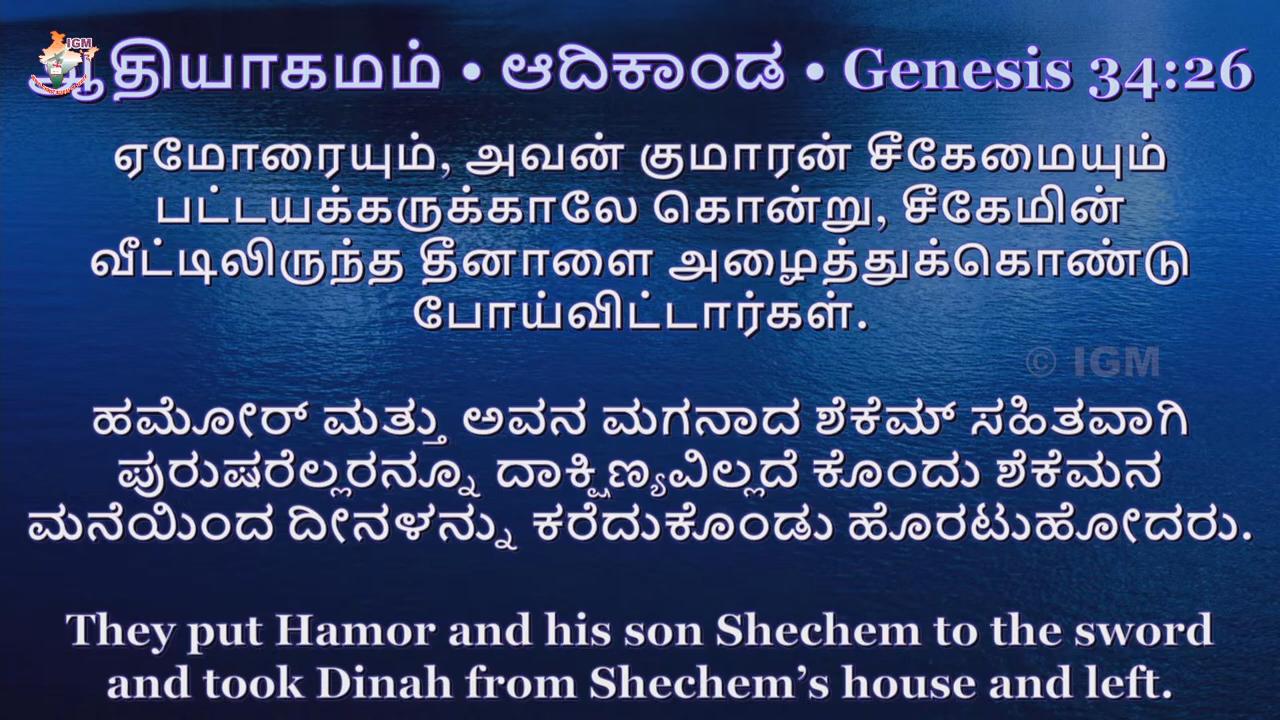 IGM
ஆதியாகமம் • ಆದಿಕಾಂಡ • Genesis 34:26
ஏமோரையும், அவன் குமாரன் சீகேமையும்
பட்டயக்கருக்காலே கொன்று, சீகேமின்
வீட்டிலிருந்த தீனாளை அழைத்துக்கொண்டு
போய்விட்டார்கள்.
© IGM
ಹಮೋರ್ ಮತ್ತು ಅವನ ಮಗನಾದ ಶೆಕೆಮ್ ಸಹಿತವಾಗಿ
ಪುರುಷರೆಲ್ಲರನ್ನೂ ದಾಕ್ಷಿಣ್ಯವಿಲ್ಲದೆ ಕೊಂದು ಶೆಕೆಮನ
ಮನೆಯಿಂದ ದೀನಳನ್ನು ಕರೆದುಕೊಂಡು ಹೊರಟುಹೋದರು.
They put Hamor and his son Shechem to the sword
and took Dinah from Shechem’s house and left.